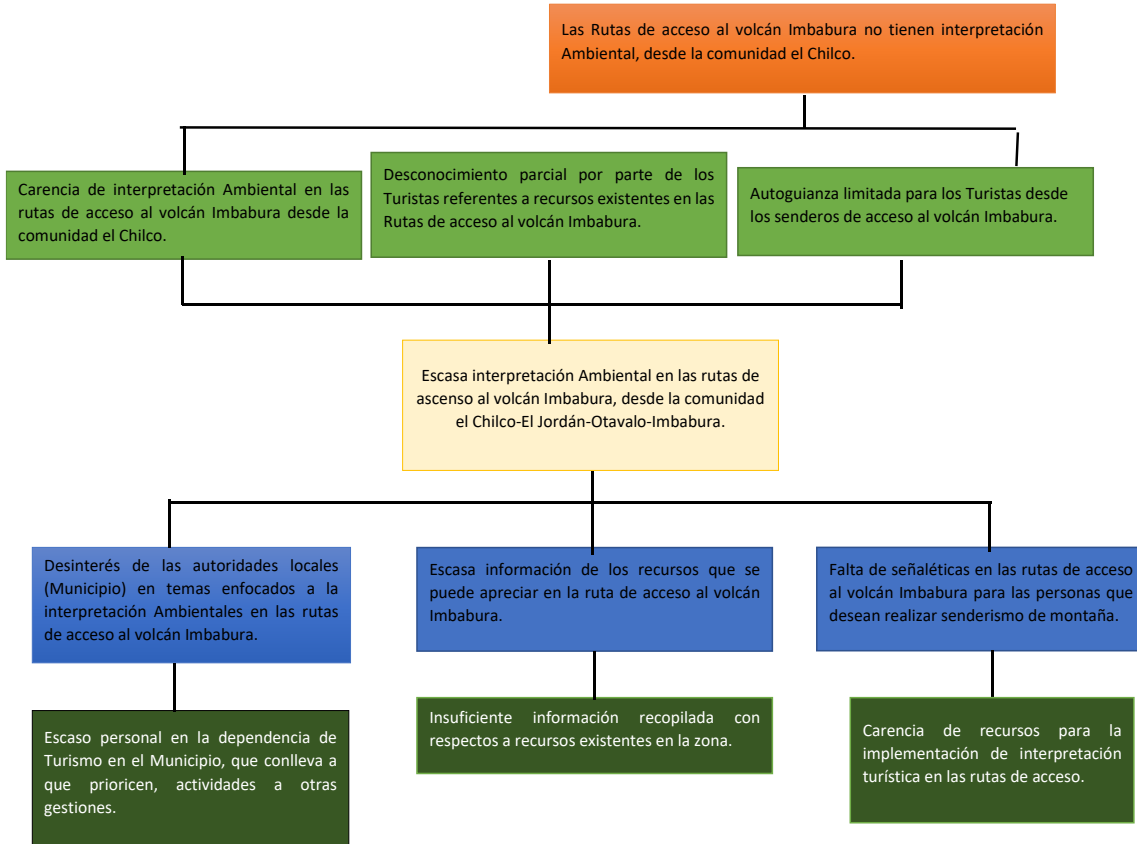 Las Rutas de acceso al volcán Imbabura no tienen interpretación
Ambiental, desde la comunidad el Chilco.
Carencia de interpretación Ambiental en las
rutas de acceso al volcán Imbabura desde la
comunidad el Chilco.
Desconocimiento parcial por parte de los
Turistas referentes a recursos existentes en las
Rutas de acceso al volcán Imbabura.
Autoguianza limitada para los Turistas desde
los senderos de acceso al volcán Imbabura.
Escasa interpretación Ambiental en las rutas de
ascenso al volcán Imbabura, desde la comunidad
el Chilco-El Jordán-Otavalo-Imbabura.
Desinterés de las autoridades locales
(Municipio) en temas enfocados a la
interpretación Ambientales en las rutas
de acceso al volcán Imbabura.
Escasa información de los recursos que se
puede apreciar en la ruta de acceso al volcán
Imbabura.
Falta de señaléticas en las rutas de acceso
al volcán Imbabura para las personas que
desean realizar senderismo de montaña.
Escaso personal en la dependencia de
Turismo en el Municipio, que conlleva a
que prioricen, actividades a otras
gestiones.
Insuficiente información recopilada con
respectos a recursos existentes en la zona.
Carencia de recursos para la
implementación de interpretación
turística en las rutas de acceso.